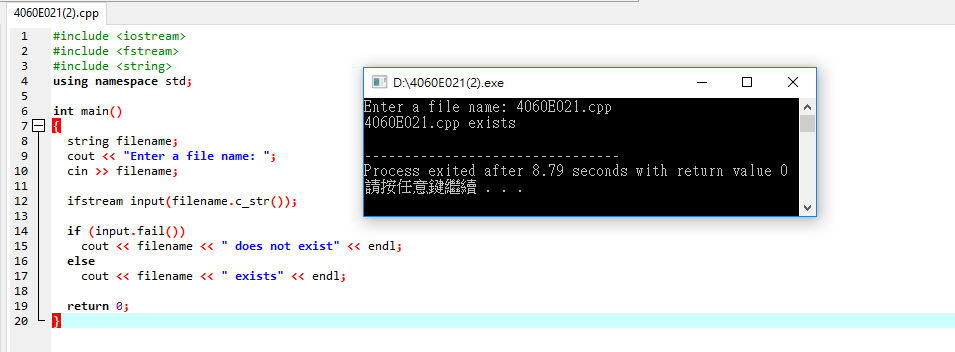 4060E021(2).cpp
1 #include <iostream>
2 #include <fstream>
3 #include <string>
4 using namespace std;
5
6 int main()
7 {
8 string filename;
9 cout << "Enter a file name: ";
10 cin >> filename;
11
12 ifstream input(filename.c_str());
13
14 if (input.fail())
15 cout << filename << " does not exist" << endl;
16 else
17 cout << filename << " exists" << endl;
18
19 return 0;
20 }
D:\4060E021(2).exe
Enter a file name: 4060E021.cpp
4060E021.cpp exists
--------------------------------
Process exited after 8.79 seconds with return value 0
請按任意鍵繼續 . . .